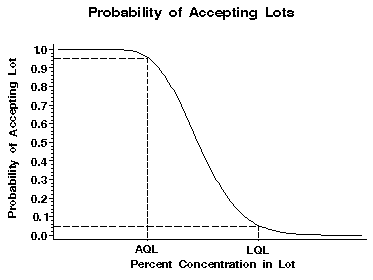 Probability of Accepting Lots
Probability of Accepting Lot
1.0
0.9
0.8
0.7
0.6
0.5
0.4
0.3
0.2
0.1
0.0
AQL LQL
Percent Concentration in Lot